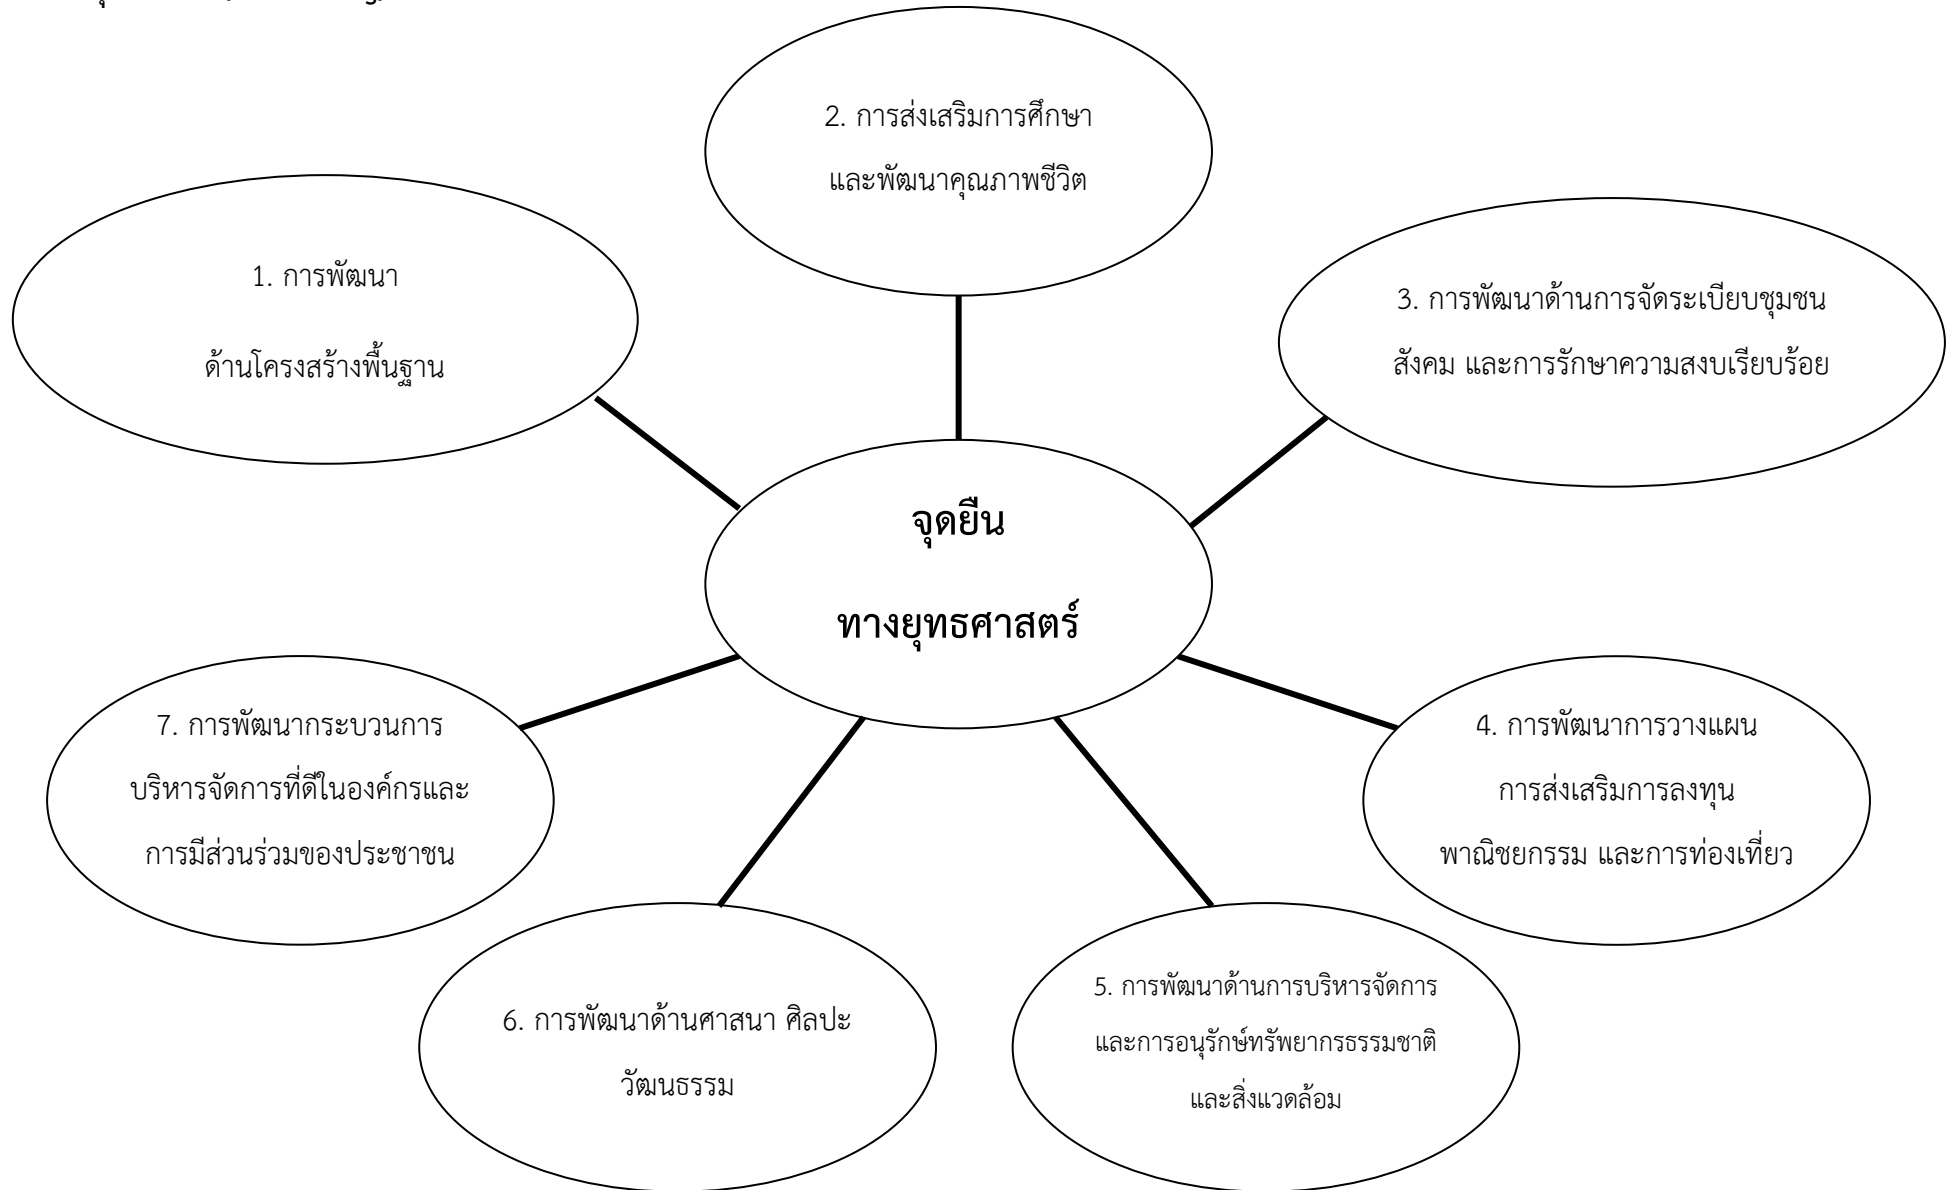 2. การส่งเสริมการศึกษา
และพัฒนาคุณภาพชีวิต
1. การพัฒนา
ด้านโครงสร้างพื้นฐาน
3. การพัฒนาด้านการจัดระเบียบชุมชน
สังคม และการรักษาความสงบเรียบร้อย
จุดยืน
ทางยุทธศาสตร์
7. การพัฒนากระบวนการ
บริหารจัดการที่ดีในองค์กรและ
การมีส่วนร่วมของประชาชน
4. การพัฒนาการวางแผน
การส่งเสริมการลงทุน
พาณิชยกรรม และการท่องเที่ยว
6. การพัฒนาด้านศาสนา ศิลปะ
วัฒนธรรม
5. การพัฒนาด้านการบริหารจัดการ
และการอนุรักษ์ทรัพยากรธรรมชาติ
และสิ่งแวดล้อม